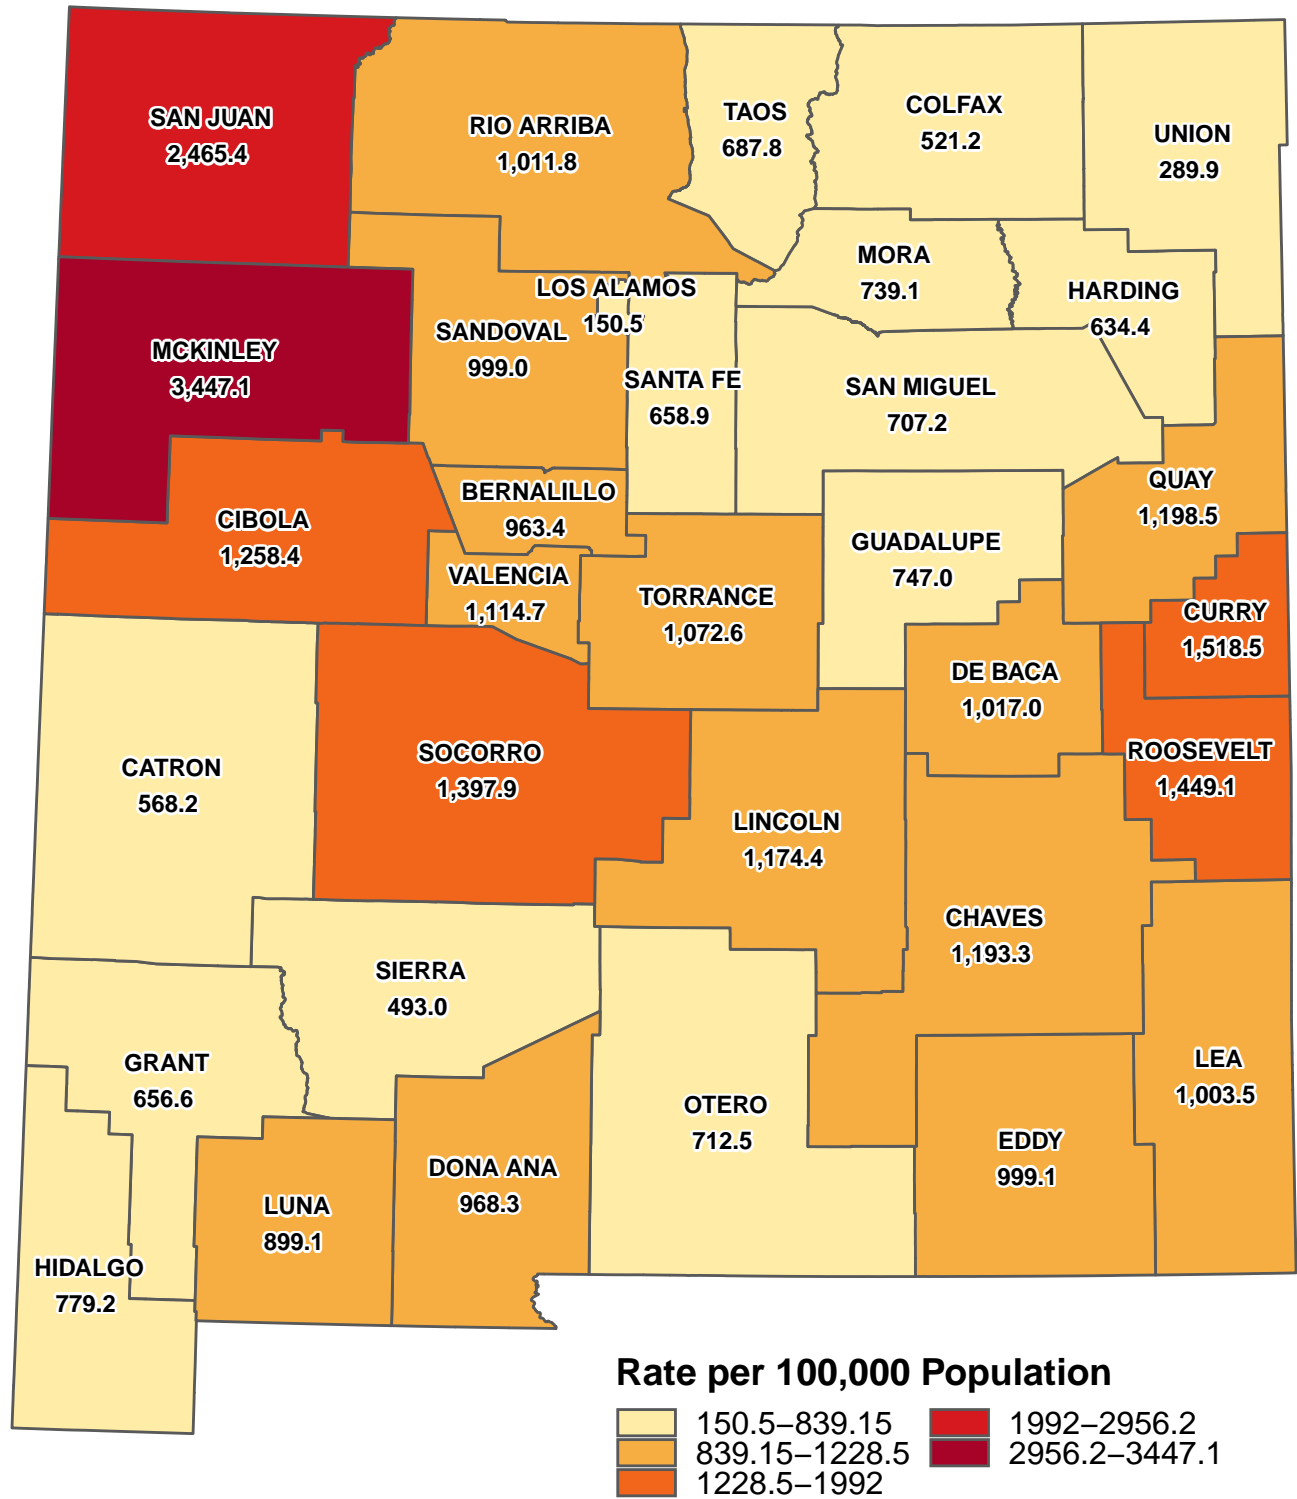 SAN JUAN
2,465.4
RIO ARRIBA
1,011.8
TAOS
687.8
COLFAX
521.2
UNION
289.9
MORA
739.1
HARDING
634.4
LOS ALAMOS
150.5
SANDOVAL
999.0
MCKINLEY
3,447.1
SANTA FE
658.9
SAN MIGUEL
707.2
QUAY
1,198.5
BERNALILLO
963.4
CIBOLA
1,258.4
GUADALUPE
747.0
VALENCIA
1,114.7
TORRANCE
1,072.6
CURRY
1,518.5
DE BACA
1,017.0
ROOSEVELT
1,449.1
SOCORRO
1,397.9
CATRON
568.2
LINCOLN
1,174.4
CHAVES
1,193.3
SIERRA
493.0
GRANT
656.6
LEA
1,003.5
OTERO
712.5
EDDY
999.1
DONA ANA
968.3
LUNA
899.1
HIDALGO
779.2
Rate per 100,000 Population
150.5−839.15
839.15−1228.5
1228.5−1992
1992−2956.2
2956.2−3447.1